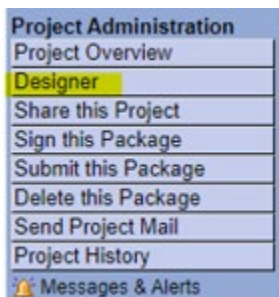 Project Administration
Project Overview
Designer
Share this Project
Sign this Package
Submit this Package
Delete this Package
Send Project Mail
Project History
Messages & Alerts